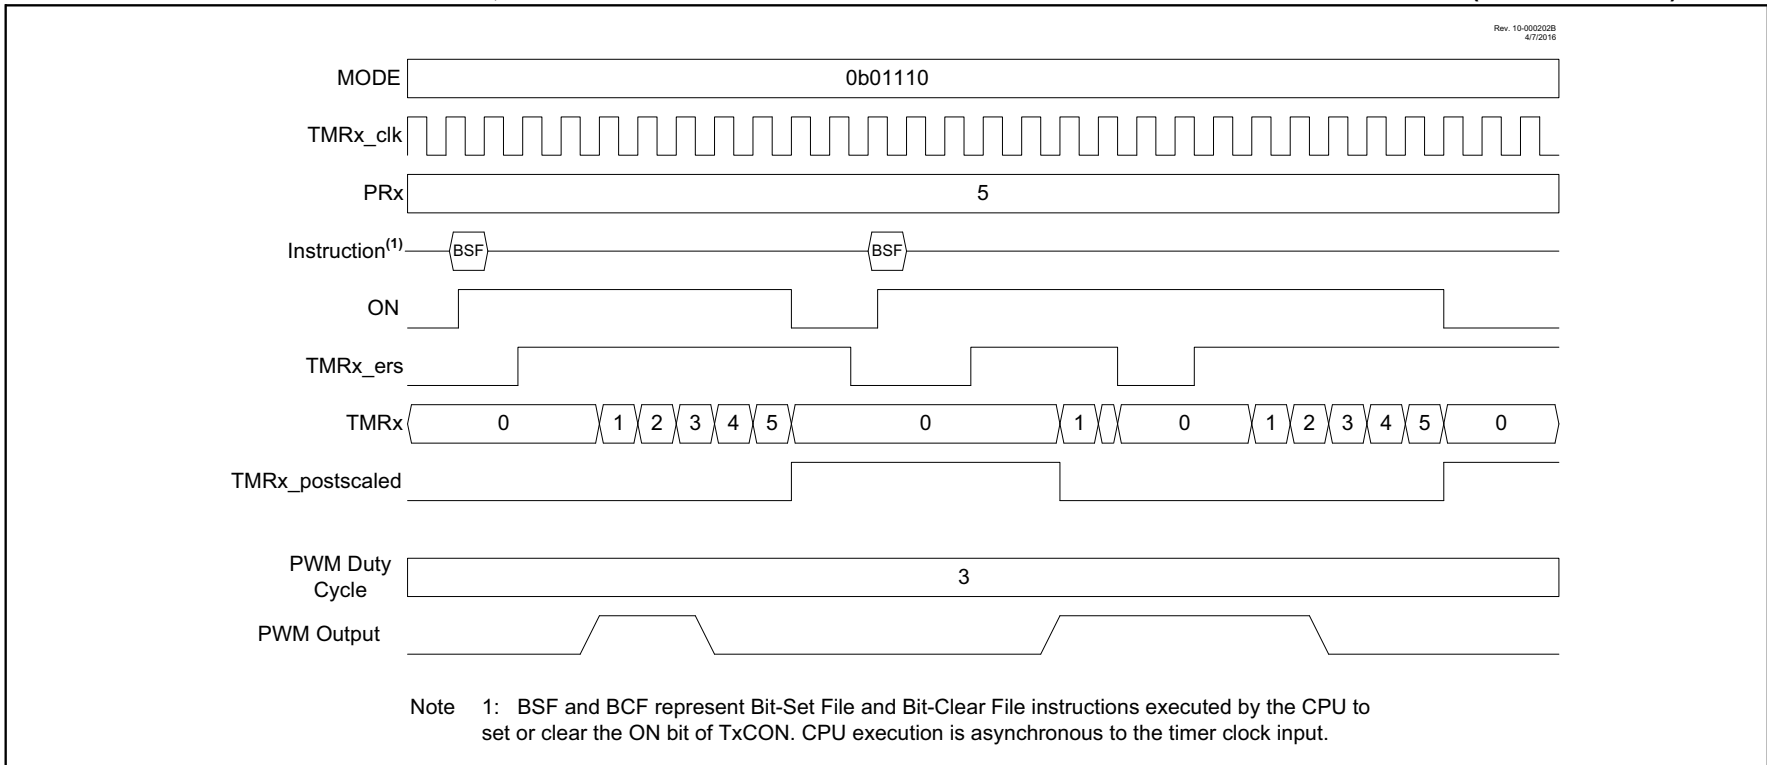 Rev. 10-000202B
4/7/2016
MODE 0b01110
TMRx_clk
PRx 5
Instruction(1) BSF BSF
ON
TMRx_ers
TMRx 0 1 2 3 4 5 0 1 0 1 2 3 4 5 0
TMRx_postscaled
PWM Duty
Cycle 3
PWM Output
Note 1: BSF and BCF represent Bit-Set File and Bit-Clear File instructions executed by the CPU to
set or clear the ON bit of TxCON. CPU execution is asynchronous to the timer clock input.